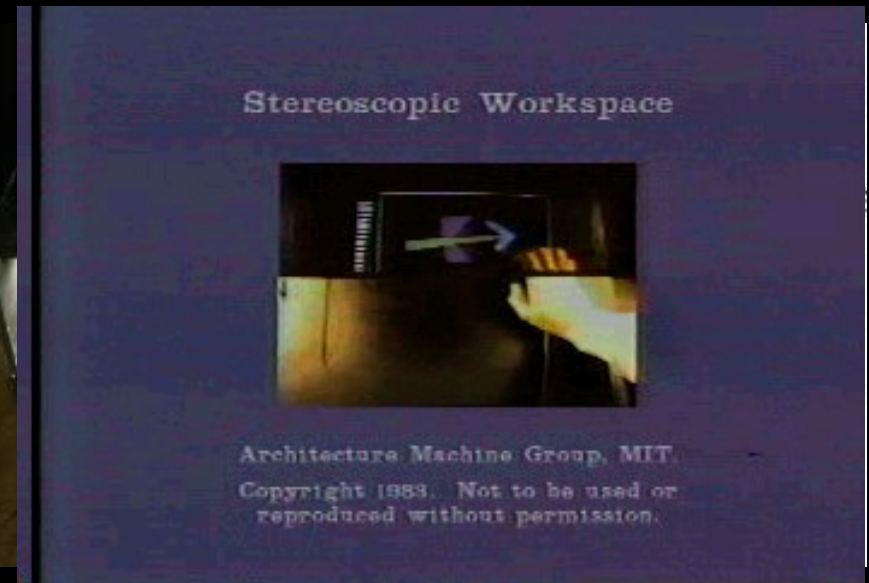 Stereoscopic Workspace
Architecture Machine Group, MIT.
Copyright 1983. Not to be used or
reproduced without permission.